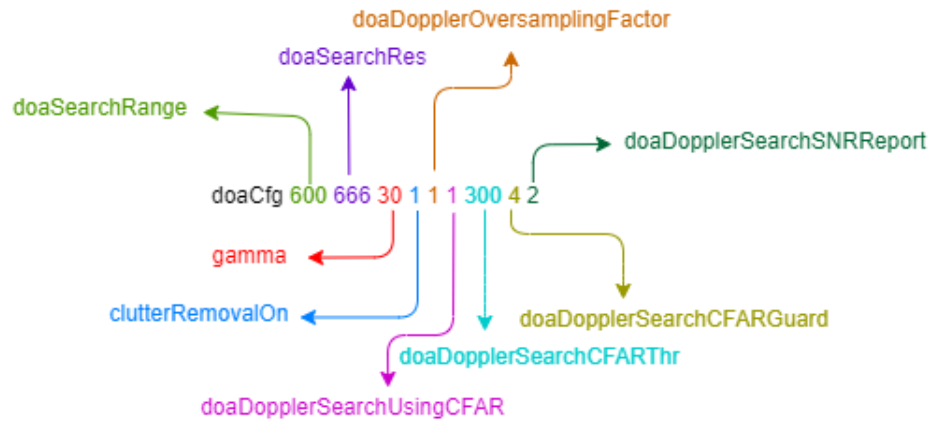 doaDopplerOversamplingFactor
doaSearchRes
doaSearchRange
doaDopplerSearchSNRReport
doaCfg 600 666 30 1 1 1 300 4 2
gamma
clutterRemovalOn
doaDopplerSearchCFARGuard
doaDopplerSearchCFARThr
doaDopplerSearchUsingCFAR